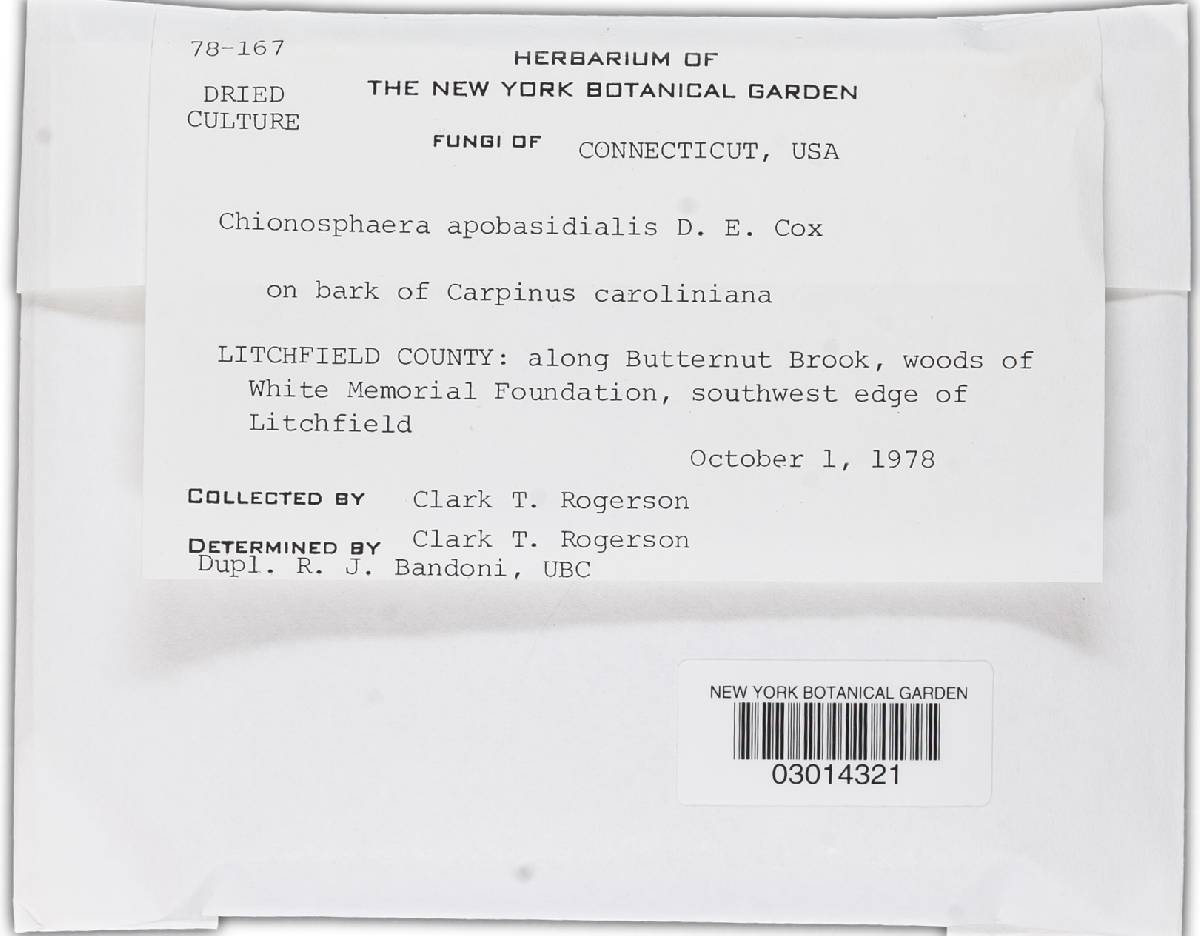 78-167
DRIED
CULTURE
HERBARIUM OF
THE NEW YORK BOTANICAL GARDEN
FUNGI OF CONNECTICUT, USA
Chionosphaera apobasidialis D. E. Cox
on bark of Carpinus caroliniana
LITCHFIELD COUNTY: along Butternut Brook, woods of
White Memorial Foundation, southwest edge of
Litchfield
October 1, 1978
COLLECTED BY Clark T. Rogerson
DETERMINED BY Clark T. Rogerson
Dupl. R. J. Bandoni, UBC
NEW YORK BOTANICAL GARDEN
03014321